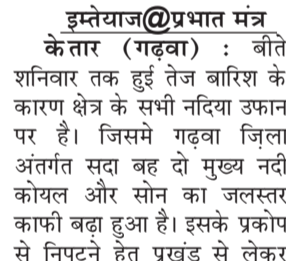 इम्तेयाज@प्रभात मंत्र
केतार (गढ़वा) : बीते
शनिवार तक हुई तेज बारिश के
कारण क्षेत्र के सभी नदिया उफान
पर है। जिसमे गढ़वा ज़िला
अंतर्गत सदा बह दो मुख्य नदी
कोयल और सोन का जलस्तर
काफी बढ़ा हुआ है। इसके प्रकोप
से निपटने हेतु प्रखंड से लेकर